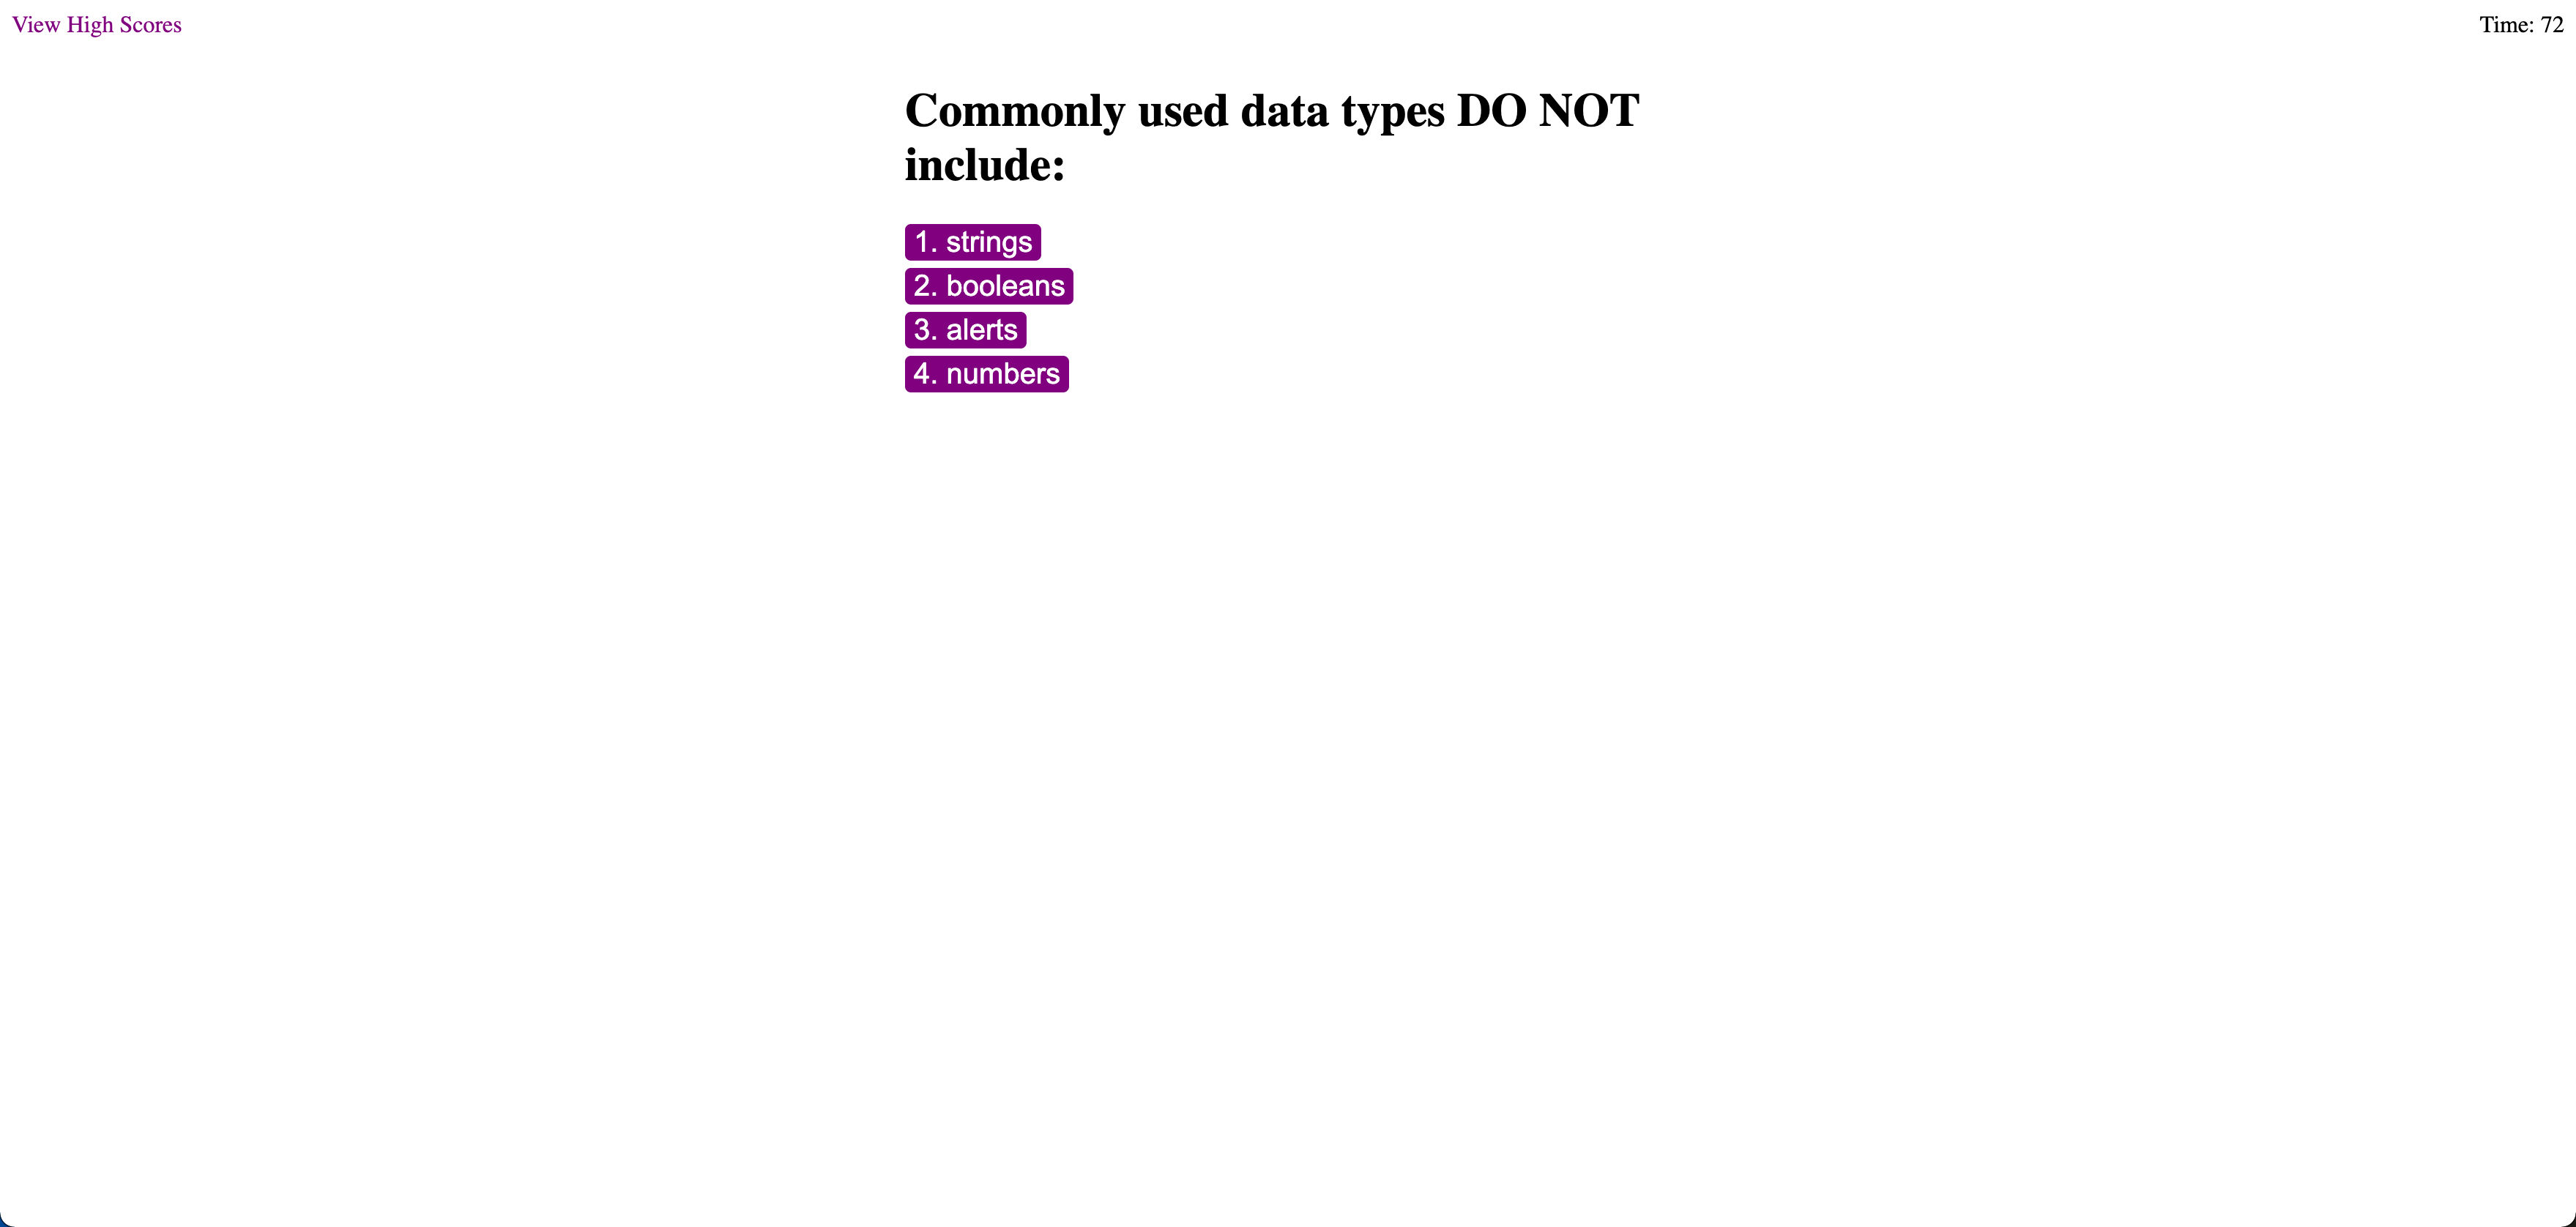 View High Scores
Time: 72
Commonly used data types DO NOT
include:
1. strings
2. booleans
3. alerts
4. numbers